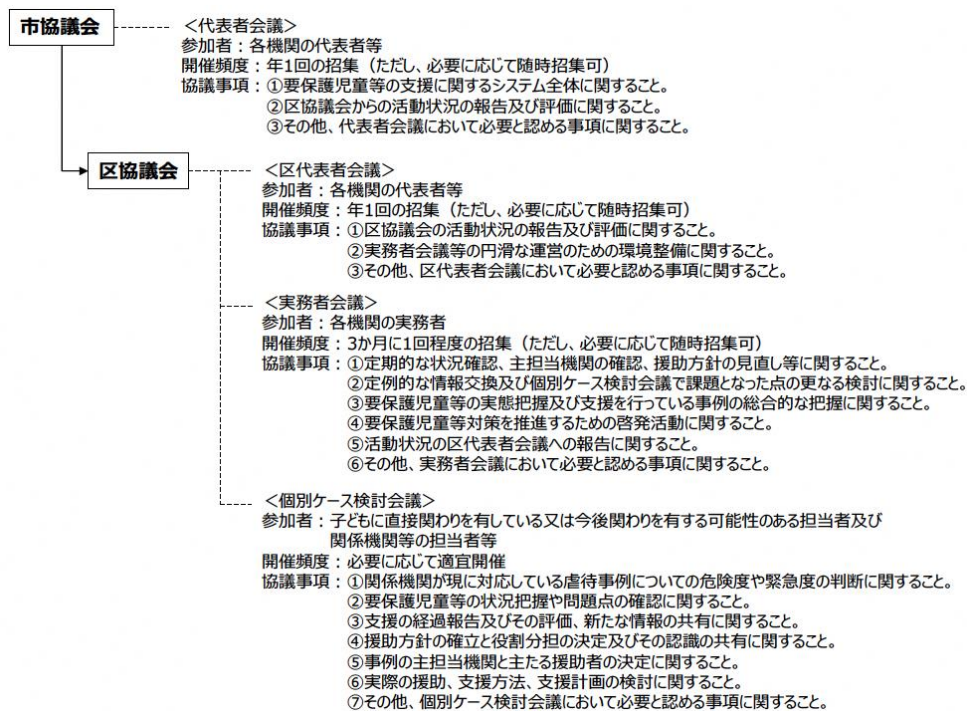 市協議会
＜代表者会議＞
参加者：各機関の代表者等
開催頻度：年1回の招集（ただし、必要に応じて随時招集可）
協議事項：①要保護児童等の支援に関するシステム全体に関すること。
②区協議会からの活動状況の報告及び評価に関すること。
③その他、代表者会議において必要と認める事項に関すること。
区協議会
＜区代表者会議＞
参加者：各機関の代表者等
開催頻度：年1回の招集（ただし、必要に応じて随時招集可）
協議事項：①区協議会の活動状況の報告及び評価に関すること。
②実務者会議等の円滑な運営のための環境整備に関すること。
③その他、区代表者会議において必要と認める事項に関すること。
＜実務者会議＞
参加者：各機関の実務者
開催頻度：3か月に1回程度の招集（ただし、必要に応じて随時招集可）
協議事項：①定期的な状況確認、主担当機関の確認、援助方針の見直し等に関すること。
②定例的な情報交換及び個別ケース検討会議で課題となった点の更なる検討に関すること。
③要保護児童等の実態把握及び支援を行っている事例の総合的な把握に関すること。
④要保護児童等対策を推進するための啓発活動に関すること。
⑤活動状況の区代表者会議への報告に関すること。
⑥その他、実務者会議において必要と認める事項に関すること。
＜個別ケース検討会議＞
参加者：子どもに直接関わりを有している又は今後関わりを有する可能性のある担当者及び
関係機関等の担当者等
開催頻度：必要に応じて適宜開催
協議事項：①関係機関が現に対応している虐待事例についての危険度や緊急度の判断に関すること。
②要保護児童等の状況把握や問題点の確認に関すること。
③支援の経過報告及びその評価、新たな情報の共有に関すること。
④援助方針の確立と役割分担の決定及びその認識の共有に関すること。
⑤事例の主担当機関と主たる援助者の決定に関すること。
⑥実際の援助、支援方法、支援計画の検討に関すること。
⑦その他、個別ケース検討会議において必要と認める事項に関すること。